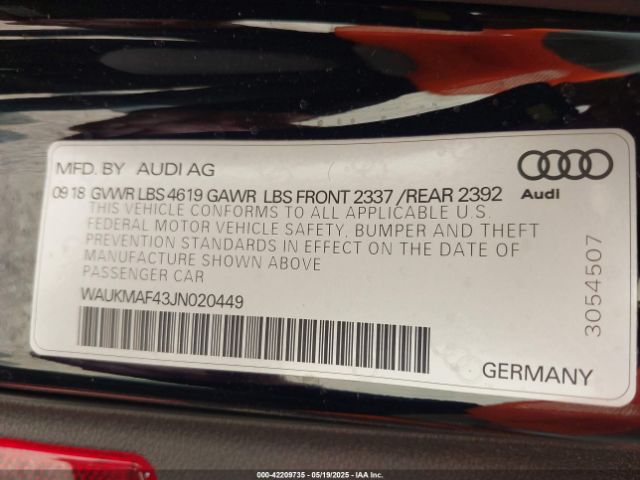 MFD. BY AUDI AG
09 18 GVWR LBS 4619 GAWR LBS FRONT 2337 /REAR 2392
THIS VEHICLE CONFORMS TO ALL APPLICABLE U.S.
FEDERAL MOTOR VEHICLE SAFETY, BUMPER AND THEFT
PREVENTION STANDARDS IN EFFECT ON THE DATE OF
MANUFACTURE SHOWN ABOVE
PASSENGER CAR
WAUKMAF43JN020449
Audi
3054507
GERMANY
000-42209735 - 05/19/2025 - IAA Inc.